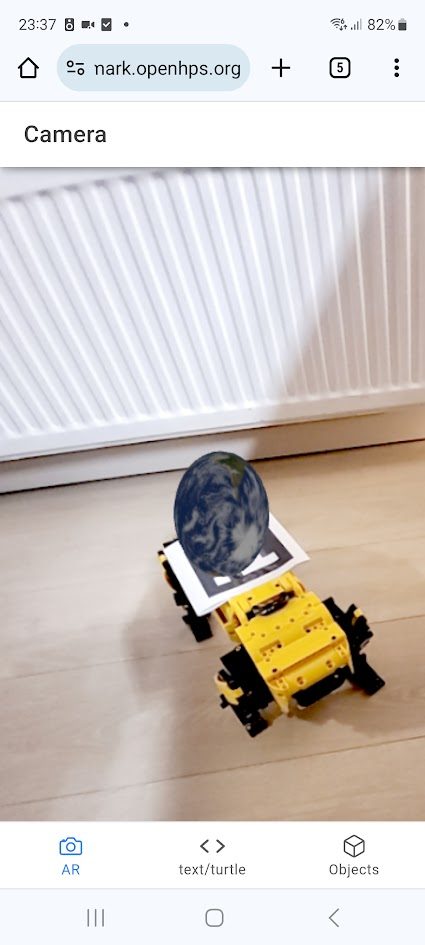 23:37 82%
nark.openhps.org 5
Camera
AR text/turtle Objects